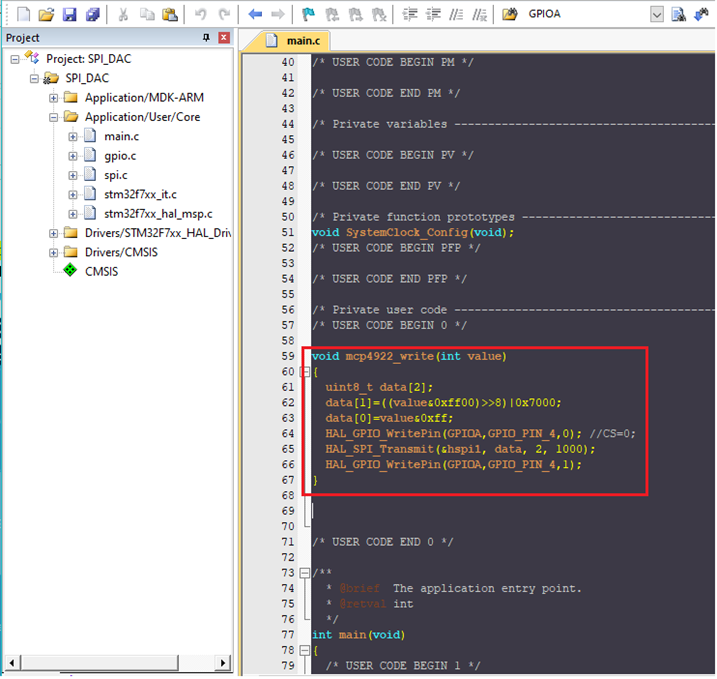 GPIOA
Project
main.c
Project: SPI_DAC
SPI_DAC
Application/MDK-ARM
Application/User/Core
main.c
gpio.c
spi.c
stm32f7xx_it.c
stm32f7xx_hal_msp.c
Drivers/STM32F7xx_HAL_Driv
Drivers/CMSIS
CMSIS
40 /* USER CODE BEGIN PM */
41
42 /* USER CODE END PM */
43
44 /* Private variables ---------------------------------------
45
46 /* USER CODE BEGIN PV */
47
48 /* USER CODE END PV */
49
50 /* Private function prototypes -----------------------------
51 void SystemClock_Config(void);
52 /* USER CODE BEGIN PFP */
53
54 /* USER CODE END PFP */
55
56 /* Private user code ---------------------------------------
57 /* USER CODE BEGIN 0 */
58
59 void mcp4922_write(int value)
60 {
61 uint8_t data[2];
62 data[1]=((value&0xff00)>>8)|0x7000;
63 data[0]=value&0xff;
64 HAL_GPIO_WritePin(GPIOA,GPIO_PIN_4,0); //CS=0;
65 HAL_SPI_Transmit(&hspi1, data, 2, 1000);
66 HAL_GPIO_WritePin(GPIOA,GPIO_PIN_4,1);
67 }
68
69
70
71 /* USER CODE END 0 */
72
73 /**
74 * @brief The application entry point.
75 * @retval int
76 */
77 int main(void)
78 {
79 /* USER CODE BEGIN 1 */